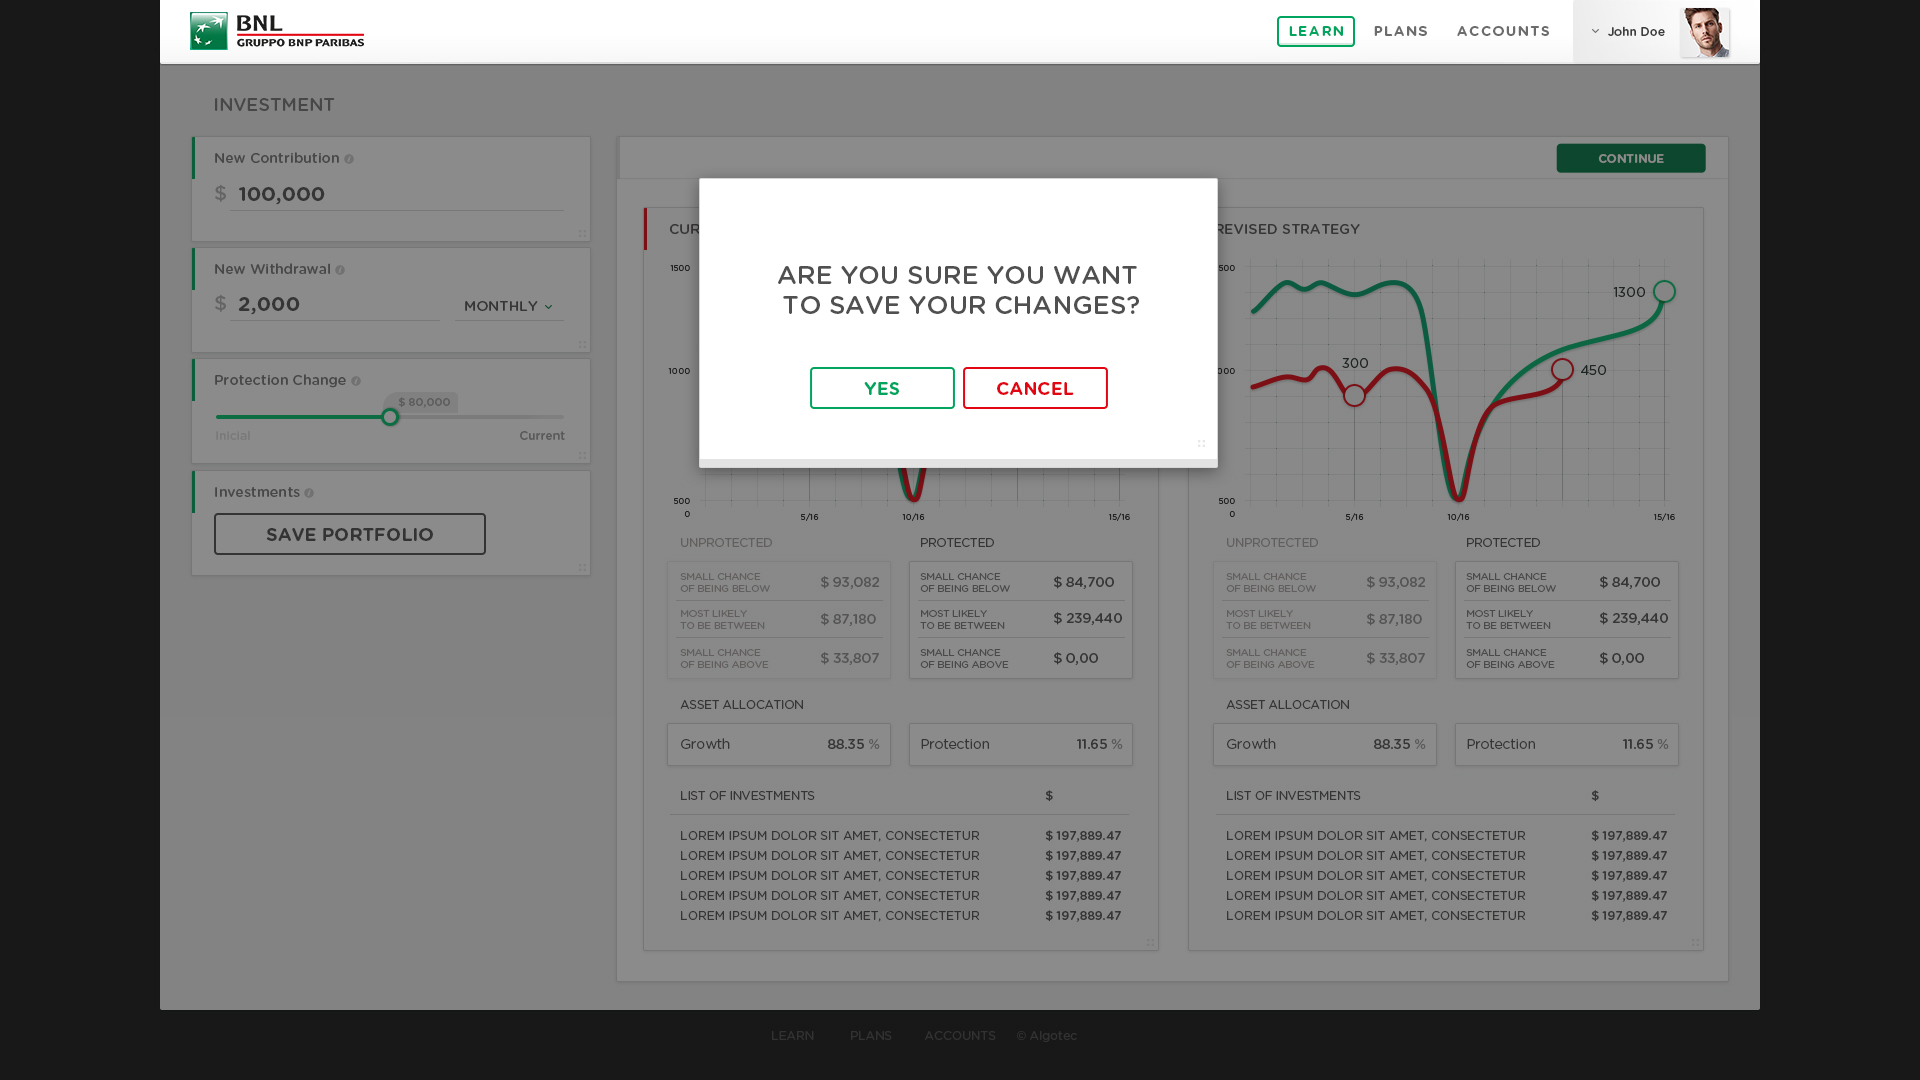 BNL
GRUPPO BNP PARIBAS
LEARN
PLANS
ACCOUNTS
John Doe
INVESTMENT
New Contribution
$ 100,000
New Withdrawal
$ 2,000
MONTHLY
Protection Change
$ 80,000
Inicial
Current
Investments
SAVE PORTFOLIO
CONTINUE
ARE YOU SURE YOU WANT
TO SAVE YOUR CHANGES?
YES
CANCEL
CUR
1500
1000
500
0
5/16
10/16
15/16
UNPROTECTED
PROTECTED
SMALL CHANCE
OF BEING BELOW
$ 93,082
MOST LIKELY
TO BE BETWEEN
$ 87,180
SMALL CHANCE
OF BEING ABOVE
$ 33,807
SMALL CHANCE
OF BEING BELOW
$ 84,700
MOST LIKELY
TO BE BETWEEN
$ 239,440
SMALL CHANCE
OF BEING ABOVE
$ 0,00
ASSET ALLOCATION
Growth
88.35 %
Protection
11.65 %
LIST OF INVESTMENTS $
LOREM IPSUM DOLOR SIT AMET, CONSECTETUR $ 197,889.47
LOREM IPSUM DOLOR SIT AMET, CONSECTETUR $ 197,889.47
LOREM IPSUM DOLOR SIT AMET, CONSECTETUR $ 197,889.47
LOREM IPSUM DOLOR SIT AMET, CONSECTETUR $ 197,889.47
LOREM IPSUM DOLOR SIT AMET, CONSECTETUR $ 197,889.47
REVISED STRATEGY
500
000
500
0
1300
300
450
5/16
10/16
15/16
UNPROTECTED
PROTECTED
SMALL CHANCE
OF BEING BELOW
$ 93,082
MOST LIKELY
TO BE BETWEEN
$ 87,180
SMALL CHANCE
OF BEING ABOVE
$ 33,807
SMALL CHANCE
OF BEING BELOW
$ 84,700
MOST LIKELY
TO BE BETWEEN
$ 239,440
SMALL CHANCE
OF BEING ABOVE
$ 0,00
ASSET ALLOCATION
Growth
88.35 %
Protection
11.65 %
LIST OF INVESTMENTS $
LOREM IPSUM DOLOR SIT AMET, CONSECTETUR $ 197,889.47
LOREM IPSUM DOLOR SIT AMET, CONSECTETUR $ 197,889.47
LOREM IPSUM DOLOR SIT AMET, CONSECTETUR $ 197,889.47
LOREM IPSUM DOLOR SIT AMET, CONSECTETUR $ 197,889.47
LOREM IPSUM DOLOR SIT AMET, CONSECTETUR $ 197,889.47
LEARN
PLANS
ACCOUNTS
© Algotec